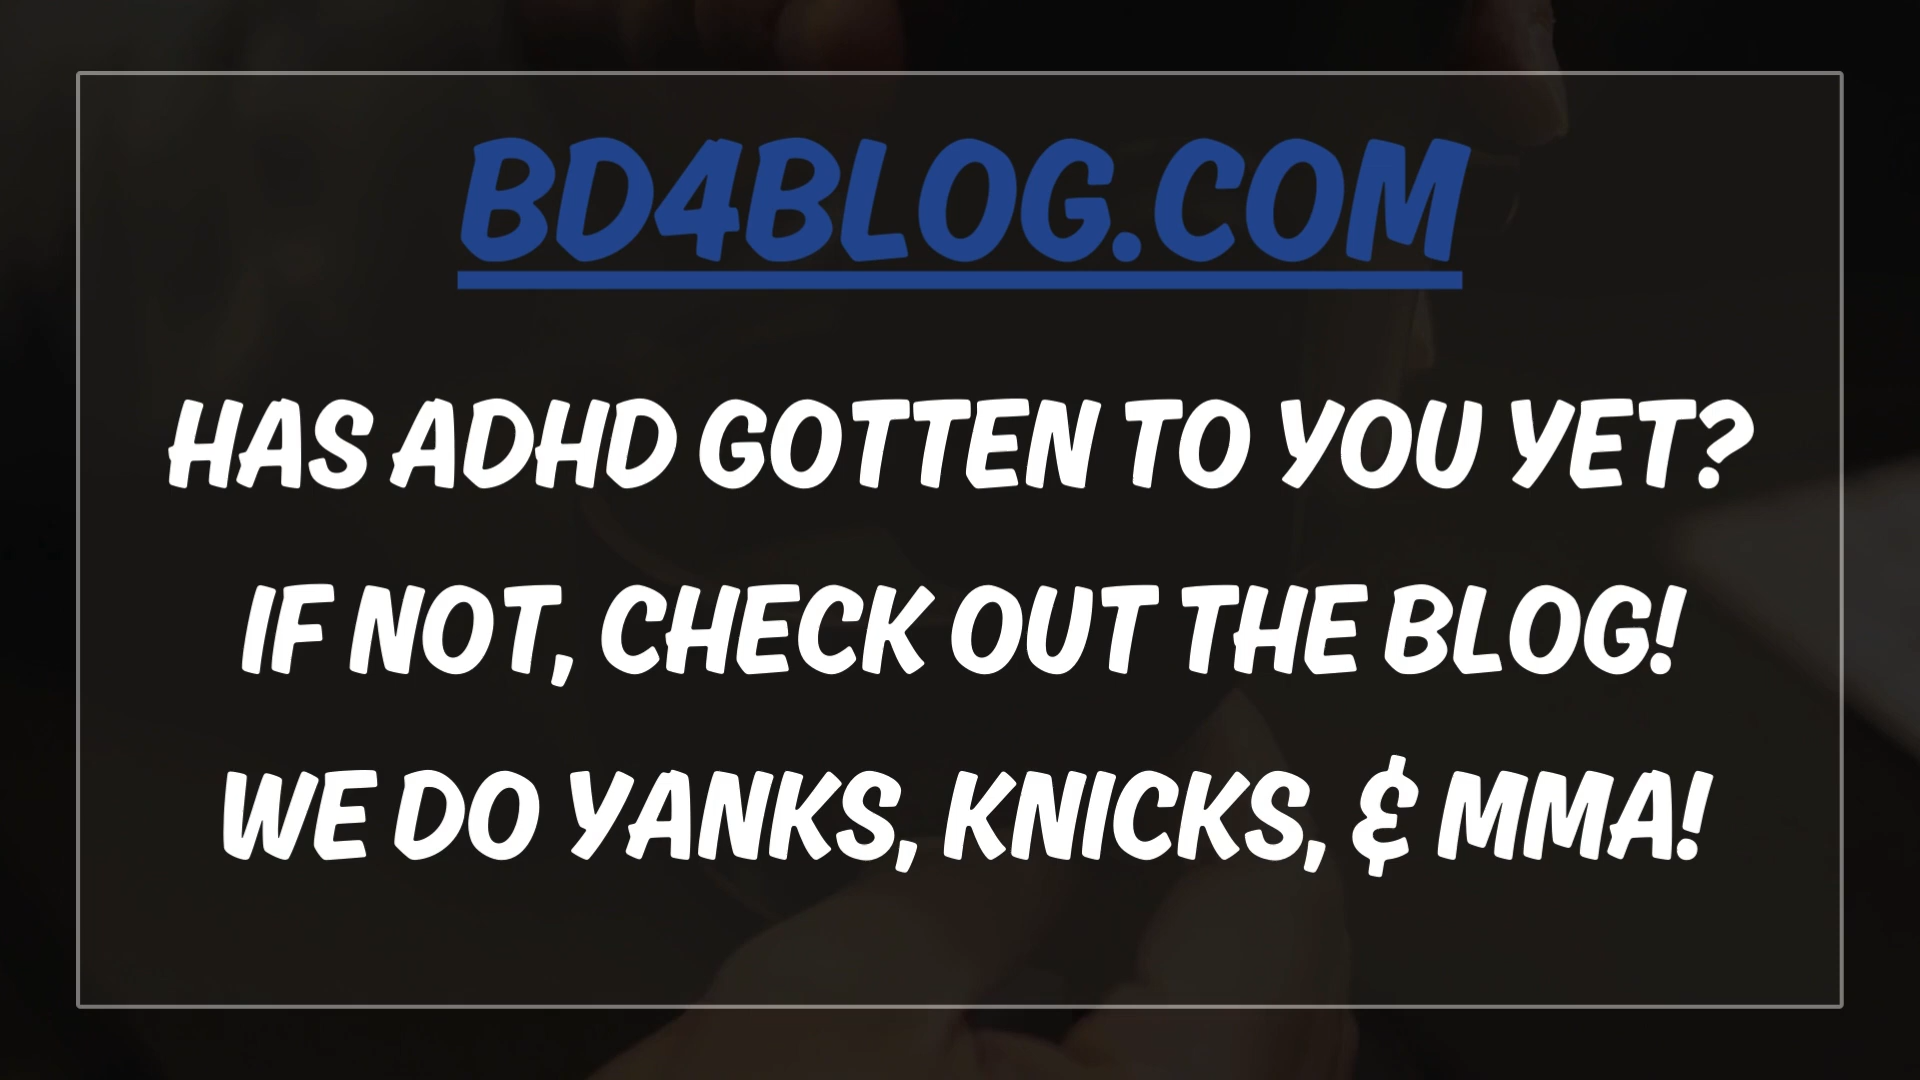 BD4BLOG.COM
HAS ADHD GOTTEN TO YOU YET?
IF NOT, CHECK OUT THE BLOG!
WE DO YANKS, KNICKS, & MMA!